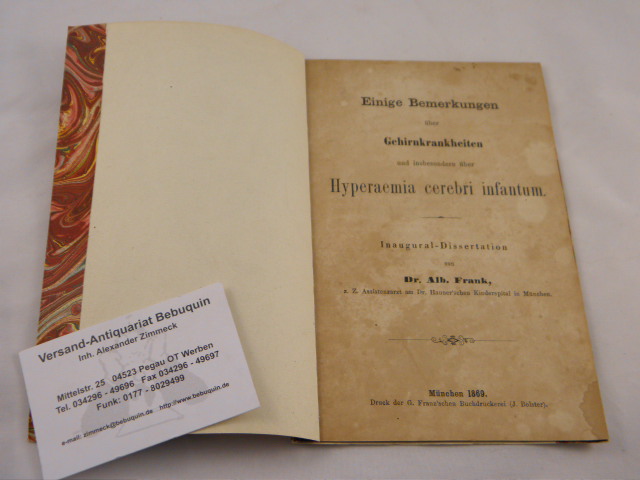 Einige Bemerkungen
über
Gehirnkrankheiten
und insbesondere über
Hyperaemia cerebri infantum.
Inaugural-Dissertation
von
Dr. Alb. Frank,
z. Z. Assistenzarzt am Dr. Hauner'schen Kinderspital in München.
München 1869.
Druck der G. Franz'schen Buchdruckerei (J. Bolster).
Versand-Antiquariat Bebuquin
Inh. Alexander Zimmeck
Mittelstr. 25 04523 Pegau OT Werben
Tel. 034296 - 49696 Fax 034296 - 49697
Funk: 0177 - 8029499
e-mail: zimmeck@bebuquin.de http://www.bebuquin.de